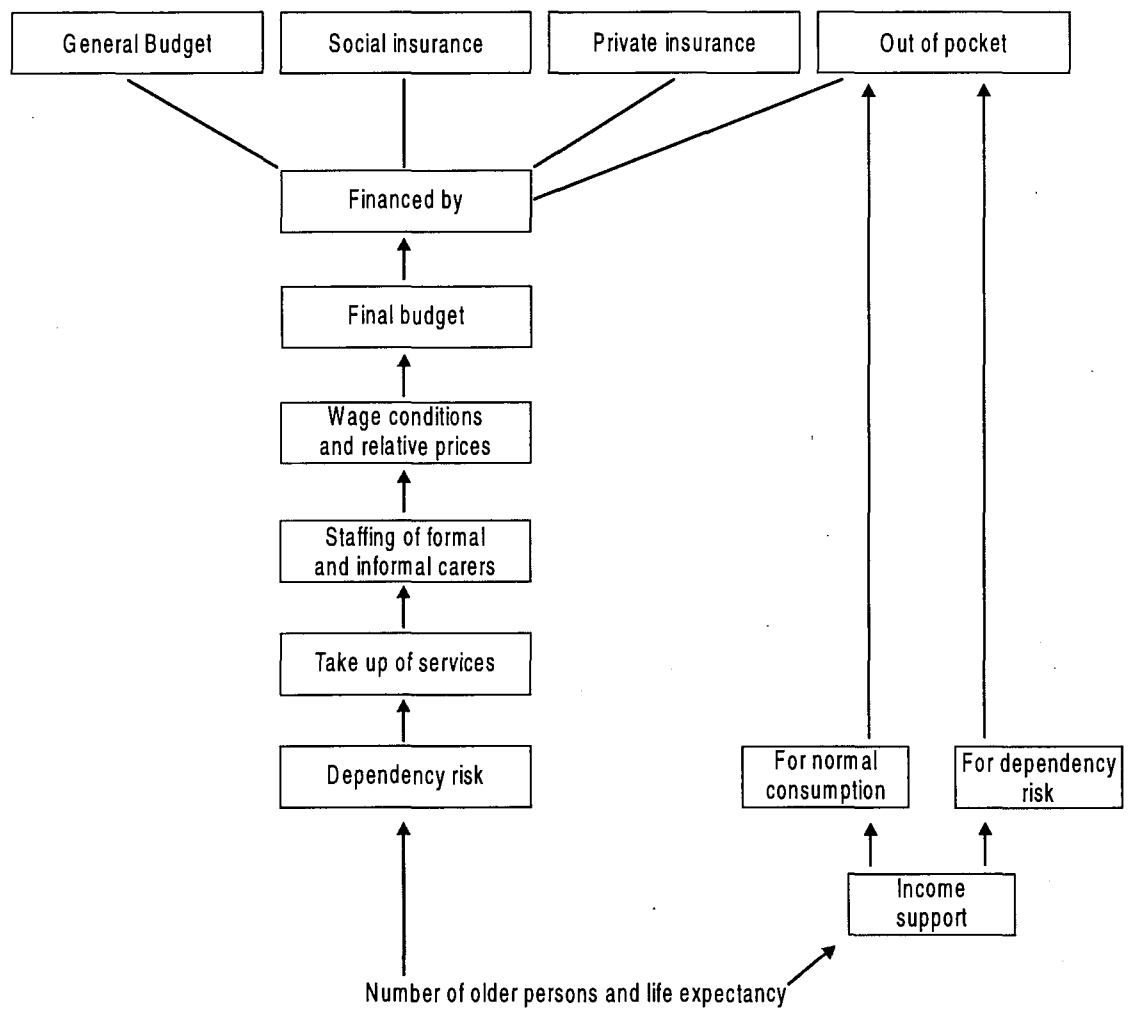 General Budget
Social insurance
Private insurance
Out of pocket
Financed by
Final budget
Wage conditions
and relative prices
Staffing of formal
and informal carers
Take up of services
Dependency risk
For normal
consumption
For dependency
risk
Income
support
Number of older persons and life expectancy